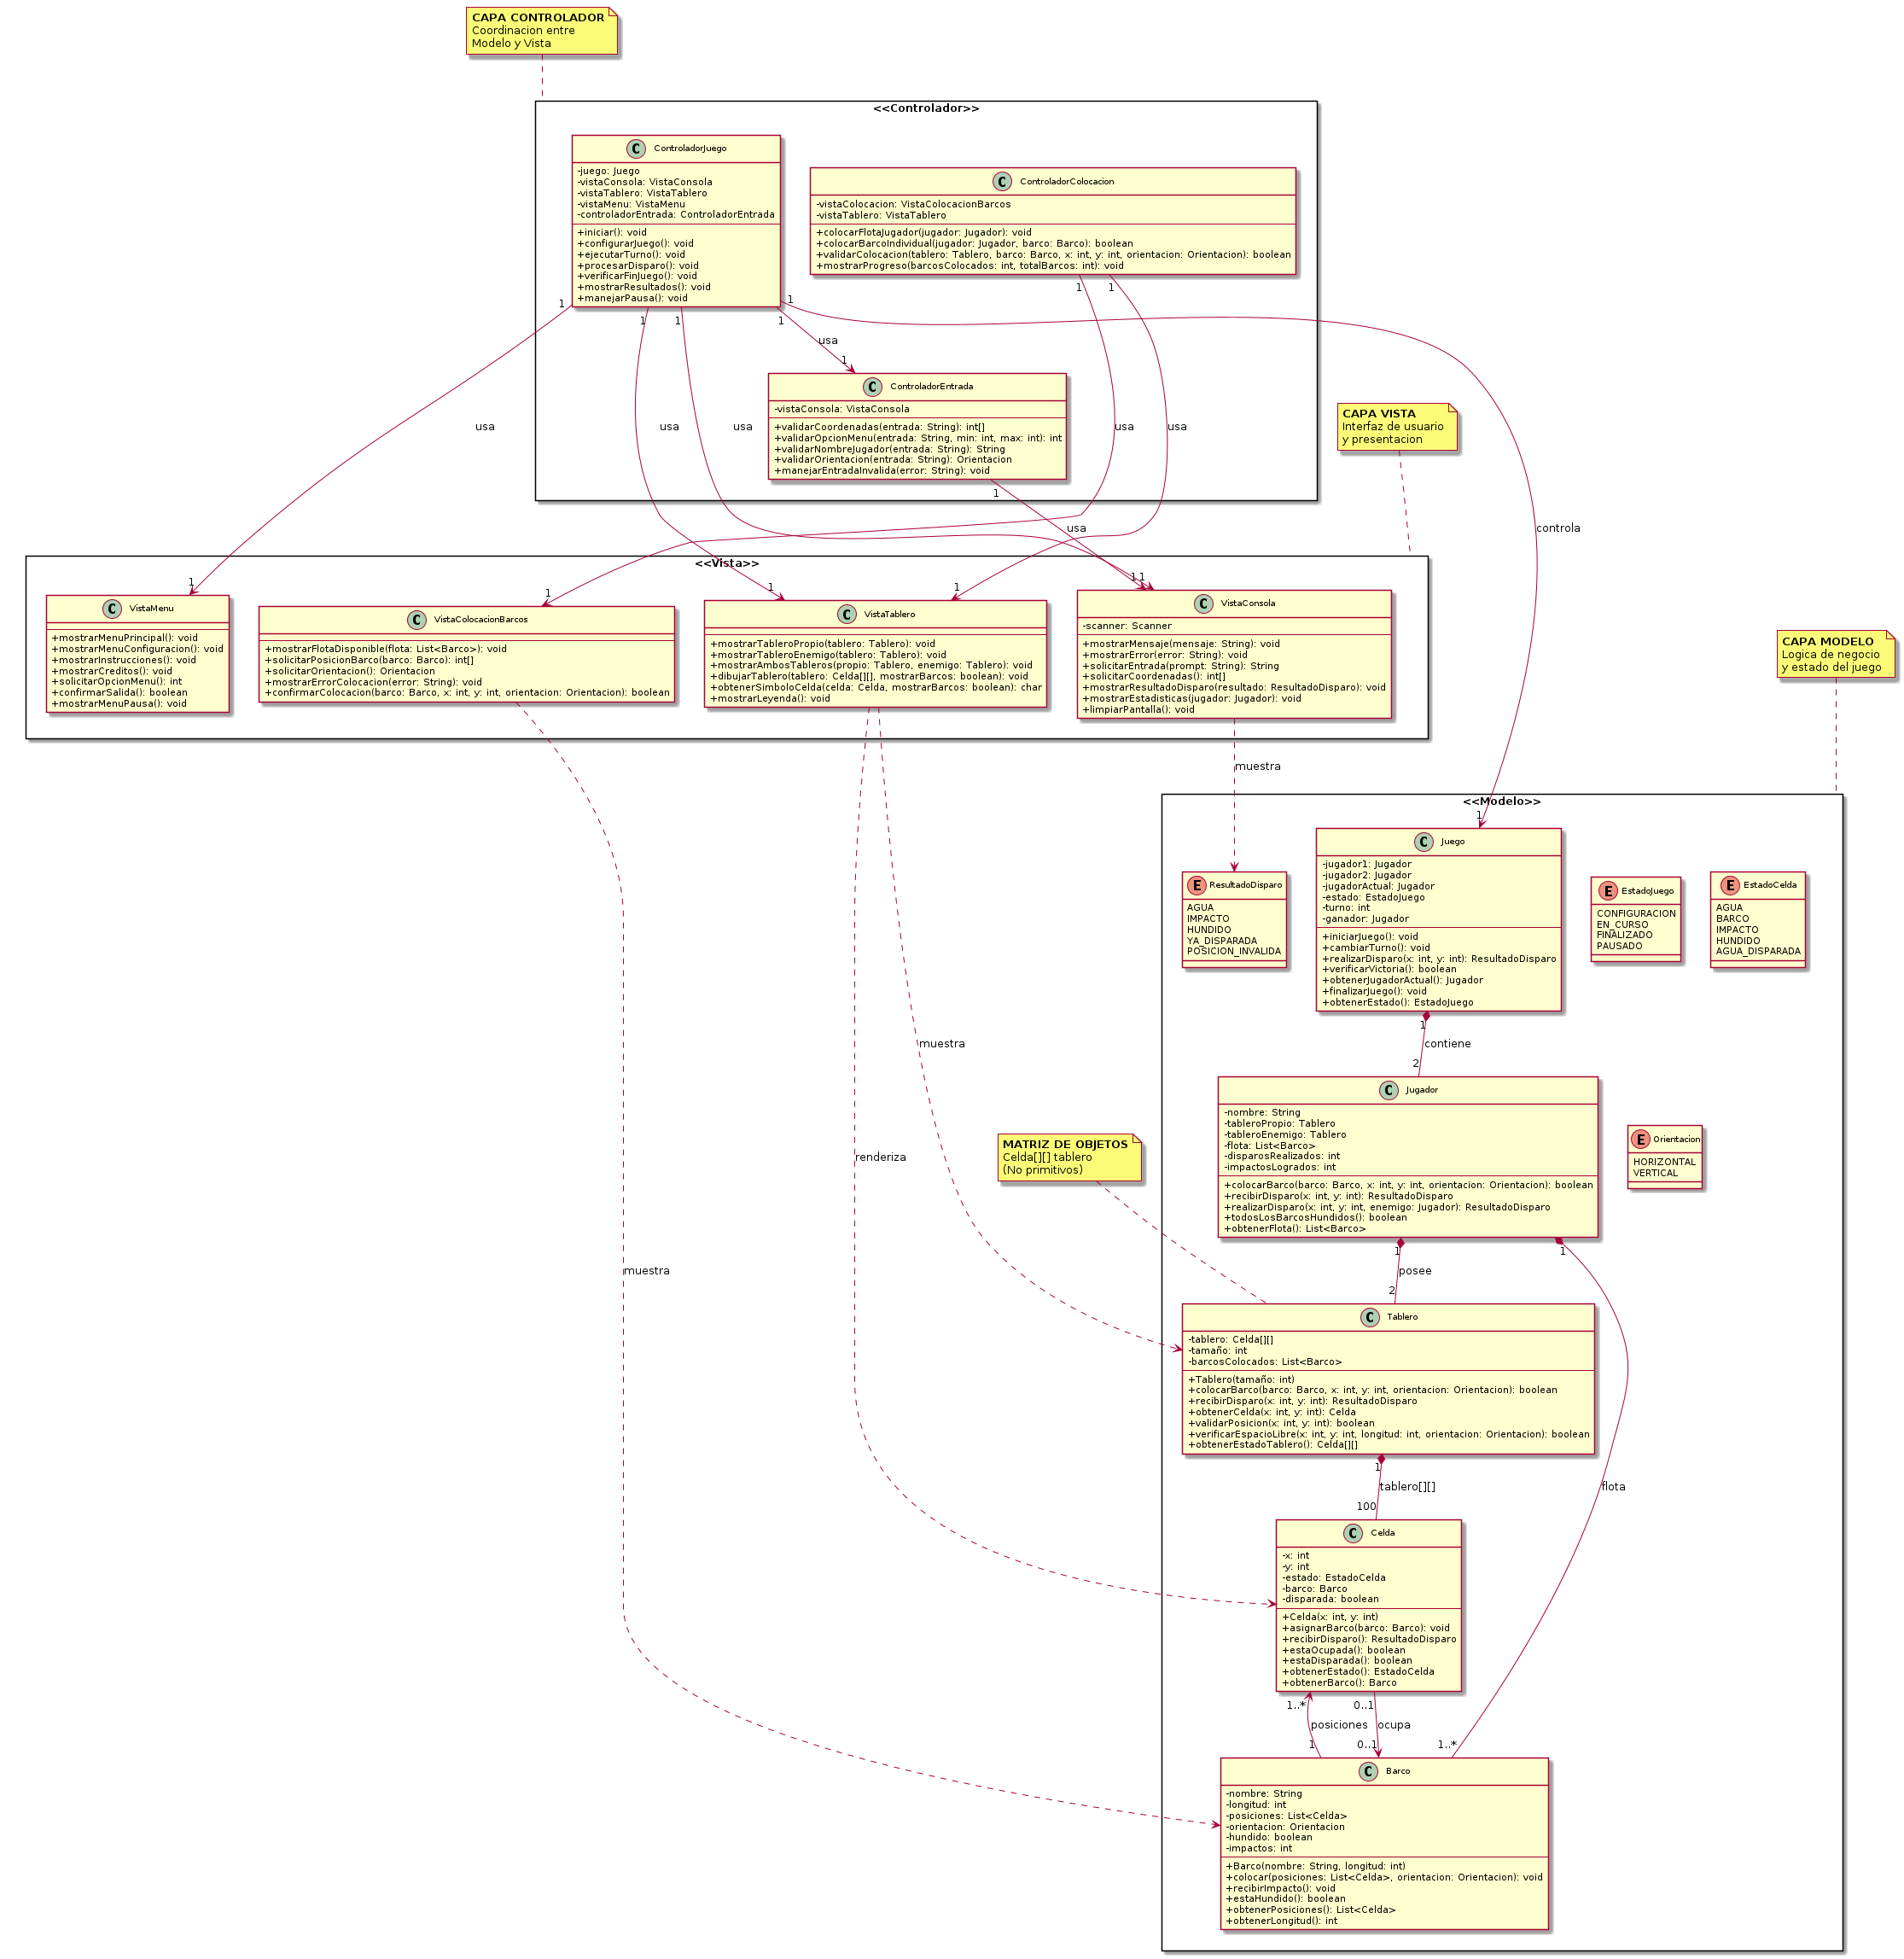 CAPA CONTROLADOR
Coordinacion entre
Modelo y Vista
<<Controlador>>
C ControladorJuego
-juego: Juego
-vistaConsola: VistaConsola
-vistaTablero: VistaTablero
-vistaMenu: VistaMenu
-controladorEntrada: ControladorEntrada
+iniciar(): void
+configurarJuego(): void
+ejecutarTurno(): void
+procesarDisparo(): void
+verificarFinJuego(): void
+mostrarResultados(): void
+manejarPausa(): void
C ControladorColocacion
-vistaColocacion: VistaColocacionBarcos
-vistaTablero: VistaTablero
+colocarFlotaJugador(jugador: Jugador): void
+colocarBarcoIndividual(jugador: Jugador, barco: Barco): boolean
+validarColocacion(tablero: Tablero, barco: Barco, x: int, y: int, orientacion: Orientacion): boolean
+mostrarProgreso(barcosColocados: int, totalBarcos: int): void
1
1
1
1
1
1
1
usa
1
C ControladorEntrada
-vistaConsola: VistaConsola
+validarCoordenadas(entrada: String): int[]
+validarOpcionMenu(entrada: String, min: int, max: int): int
+validarNombreJugador(entrada: String): String
+validarOrientacion(entrada: String): Orientacion
+manejarEntradaInvalida(error: String): void
usa
usa
usa
usa
usa
1
usa
controla
CAPA VISTA
Interfaz de usuario
y presentacion
<<Vista>>
1
1
1
1
1
1
C VistaMenu
+mostrarMenuPrincipal(): void
+mostrarMenuConfiguracion(): void
+mostrarInstrucciones(): void
+mostrarCreditos(): void
+solicitarOpcionMenu(): int
+confirmarSalida(): boolean
+mostrarMenuPausa(): void
C VistaColocacionBarcos
+mostrarFlotaDisponible(flota: List<Barco>): void
+solicitarPosicionBarco(barco: Barco): int[]
+solicitarOrientacion(): Orientacion
+mostrarErrorColocacion(error: String): void
+confirmarColocacion(barco: Barco, x: int, y: int, orientacion: Orientacion): boolean
C VistaTablero
+mostrarTableroPropio(tablero: Tablero): void
+mostrarTableroEnemigo(tablero: Tablero): void
+mostrarAmbosTableros(propio: Tablero, enemigo: Tablero): void
+dibujarTablero(tablero: Celda[][], mostrarBarcos: boolean): void
+obtenerSimboloCelda(celda: Celda, mostrarBarcos: boolean): char
+mostrarLeyenda(): void
C VistaConsola
-scanner: Scanner
+mostrarMensaje(mensaje: String): void
+mostrarError(error: String): void
+solicitarEntrada(prompt: String): String
+solicitarCoordenadas(): int[]
+mostrarResultadoDisparo(resultado: ResultadoDisparo): void
+mostrarEstadisticas(jugador: Jugador): void
+limpiarPantalla(): void
CAPA MODELO
Logica de negocio
y estado del juego
muestra
<<Modelo>>
1
E ResultadoDisparo
AGUA
IMPACTO
HUNDIDO
YA_DISPARADA
POSICION_INVALIDA
C Juego
-jugador1: Jugador
-jugador2: Jugador
-jugadorActual: Jugador
-estado: EstadoJuego
-turno: int
-ganador: Jugador
+iniciarJuego(): void
+cambiarTurno(): void
+realizarDisparo(x: int, y: int): ResultadoDisparo
+verificarVictoria(): boolean
+obtenerJugadorActual(): Jugador
+finalizarJuego(): void
+obtenerEstado(): EstadoJuego
E EstadoJuego
CONFIGURACION
EN_CURSO
FINALIZADO
PAUSADO
E EstadoCelda
AGUA
BARCO
IMPACTO
HUNDIDO
AGUA_DISPARADA
1
contiene
2
muestra
C Jugador
-nombre: String
-tableroPropio: Tablero
-tableroEnemigo: Tablero
-flota: List<Barco>
-disparosRealizados: int
-impactosLogrados: int
+colocarBarco(barco: Barco, x: int, y: int, orientacion: Orientacion): boolean
+recibirDisparo(x: int, y: int): ResultadoDisparo
+realizarDisparo(x: int, y: int, enemigo: Jugador): ResultadoDisparo
+todosLosBarcosHundidos(): boolean
+obtenerFlota(): List<Barco>
E Orientacion
HORIZONTAL
VERTICAL
MATRIZ DE OBJETOS
Celda[][] tablero
(No primitivos)
renderiza
muestra
1
posee
2
1
C Tablero
-tablero: Celda[][]
-tamaño: int
-barcosColocados: List<Barco>
+Tablero(tamaño: int)
+colocarBarco(barco: Barco, x: int, y: int, orientacion: Orientacion): boolean
+recibirDisparo(x: int, y: int): ResultadoDisparo
+obtenerCelda(x: int, y: int): Celda
+validarPosicion(x: int, y: int): boolean
+verificarEspacioLibre(x: int, y: int, longitud: int, orientacion: Orientacion): boolean
+obtenerEstadoTablero(): Celda[][]
1
tablero[][]
100
flota
C Celda
-x: int
-y: int
-estado: EstadoCelda
-barco: Barco
-disparada: boolean
+Celda(x: int, y: int)
+asignarBarco(barco: Barco): void
+recibirDisparo(): ResultadoDisparo
+estaOcupada(): boolean
+estaDisparada(): boolean
+obtenerEstado(): EstadoCelda
+obtenerBarco(): Barco
1..*
0..1
posiciones
ocupa
1
0..1
1..*
C Barco
-nombre: String
-longitud: int
-posiciones: List<Celda>
-orientacion: Orientacion
-hundido: boolean
-impactos: int
+Barco(nombre: String, longitud: int)
+colocar(posiciones: List<Celda>, orientacion: Orientacion): void
+recibirImpacto(): void
+estaHundido(): boolean
+obtenerPosiciones(): List<Celda>
+obtenerLongitud(): int